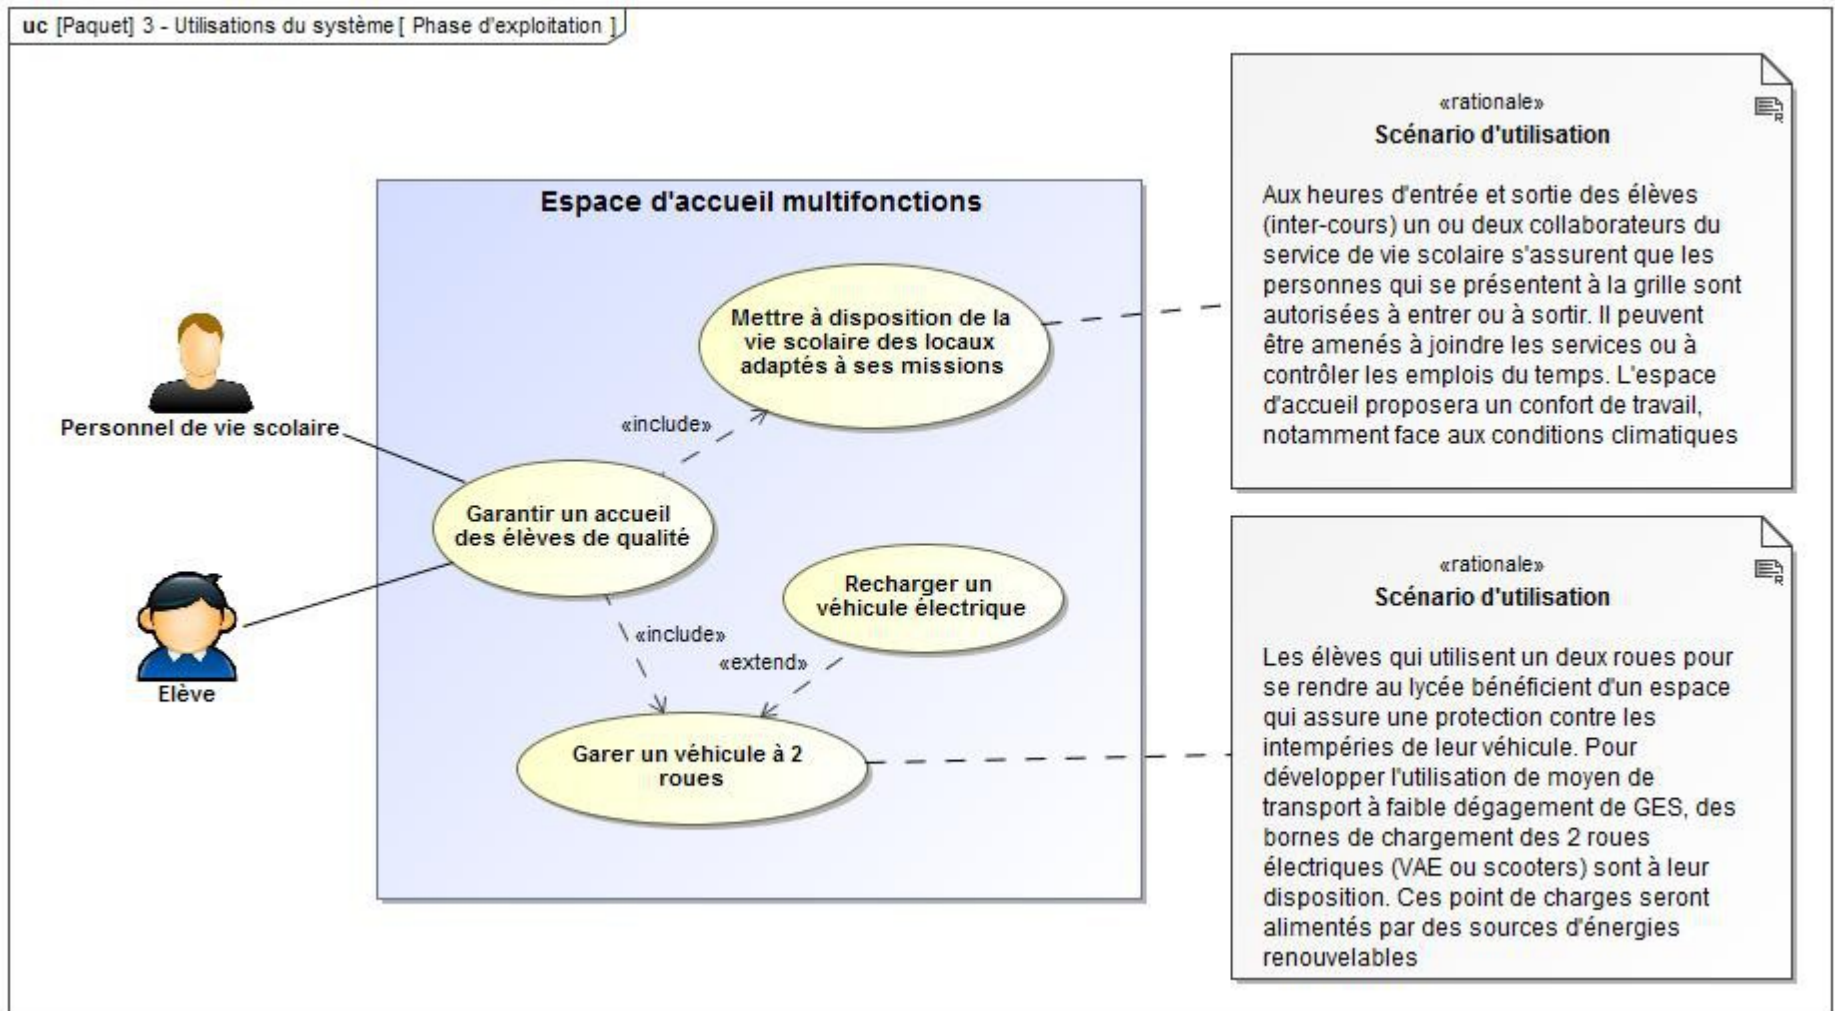 uc [Paquet] 3 - Utilisations du système [ Phase d'exploitation ]
Espace d'accueil multifonctions
Personnel de vie scolaire
Elève
Mettre à disposition de la
vie scolaire des locaux
adaptés à ses missions
«include»
Garantir un accueil
des élèves de qualité
Recharger un
véhicule électrique
«include»
«extend»
Garer un véhicule à 2
roues
«rationale»
Scénario d'utilisation
Aux heures d'entrée et sortie des élèves
(inter-cours) un ou deux collaborateurs du
service de vie scolaire s'assurent que les
personnes qui se présentent à la grille sont
autorisées à entrer ou à sortir. Il peuvent
être amenés à joindre les services ou à
contrôler les emplois du temps. L'espace
d'accueil proposera un confort de travail,
notamment face aux conditions climatiques
«rationale»
Scénario d'utilisation
Les élèves qui utilisent un deux roues pour
se rendre au lycée bénéficient d'un espace
qui assure une protection contre les
intempéries de leur véhicule. Pour
développer l'utilisation de moyen de
transport à faible dégagement de GES, des
bornes de chargement des 2 roues
électriques (VAE ou scooters) sont à leur
disposition. Ces point de charges seront
alimentés par des sources d'énergies
renouvelables